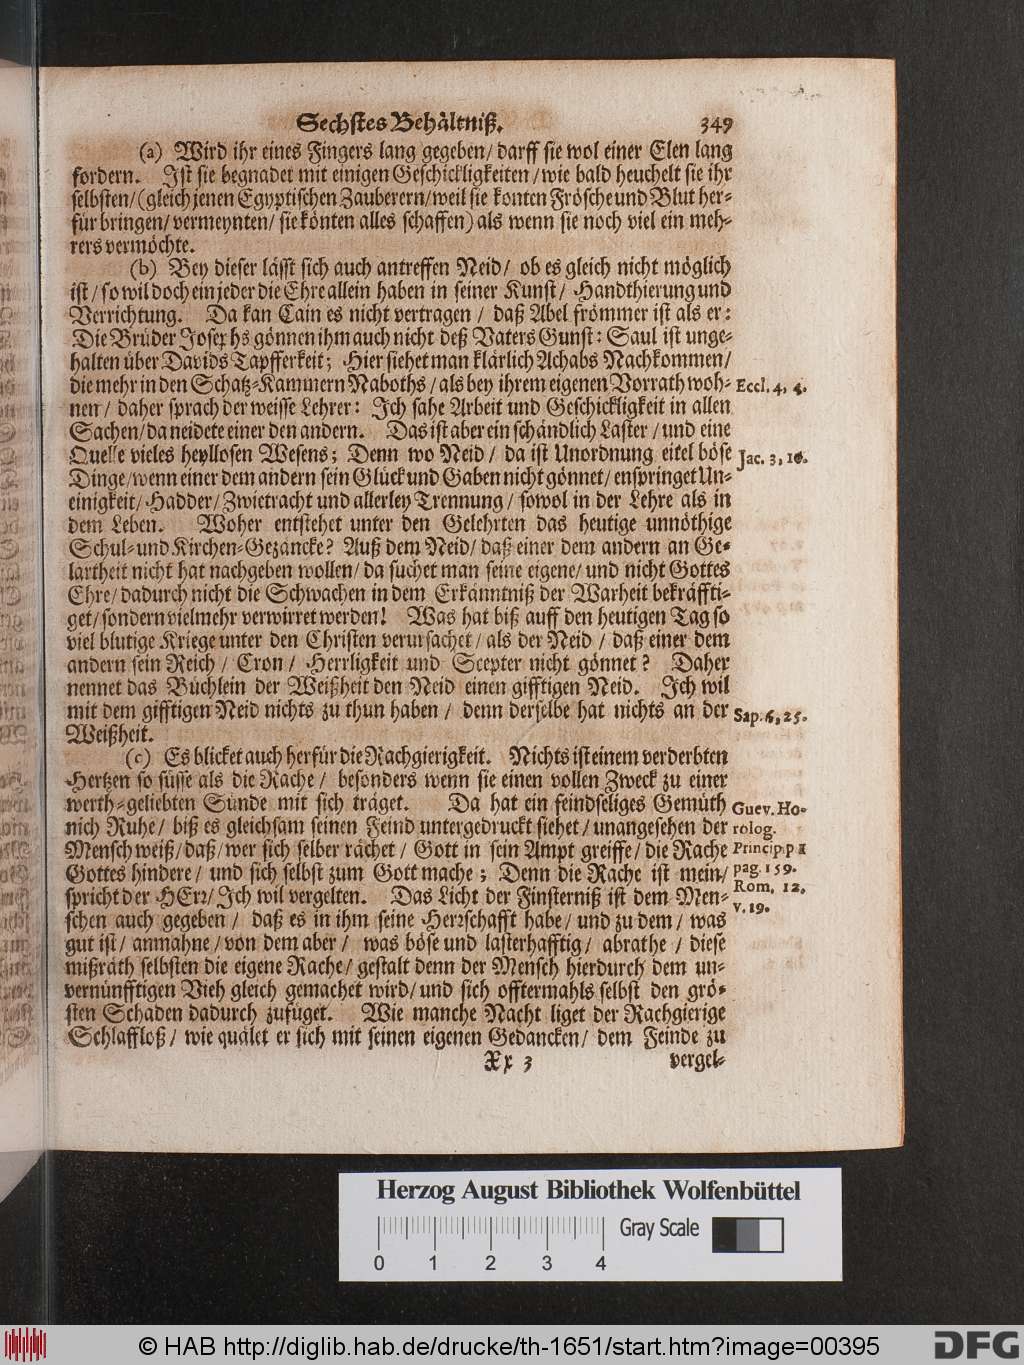 Sechstes Behältniß. 349
(a) Wird ihr eines Fingers lang gegeben/ darff sie wol einer Elen lang
fordern. Ist sie begnadet mit einigen Geschickligkeiten/ wie bald heuchelt sie ihr
selbsten/ (gleich jenen Egyptischen Zauberern/ weil sie konten Frösche und Blut her-
für bringen/ vermeynten/ sie könten alles schaffen) als wenn sie noch viel ein meh-
rers vermöchte.
(b) Bey dieser lässt sich auch antreffen Neid/ ob es gleich nicht möglich
ist/ so wil doch ein jeder die Ehre allein haben in seiner Kunst/ Handthierung und
Verrichtung. Da kan Cain es nicht vertragen/ daß Abel frömmer ist als er:
Die Brüder Josephs gönnen ihm auch nicht deß Vaters Gunst: Saul ist unge-
halten über Davids Tapfferkeit; Hier siehet man klärlich Achabs Nachkommen/
die mehr in den Schatz-Kammern Naboths/ als bey ihrem eigenen Vorrath woh- Eccl. 4, 4.
nen/ daher sprach der weisse Lehrer: Ich sahe Arbeit und Geschickligkeit in allen
Sachen/ da neidete einer den andern. Das ist aber ein schändlich Laster/ und eine
Quelle vieles heyllosen Wesens; Denn wo Neid/ da ist Unordnung eitel böse Jac. 3, 16.
Dinge/ wenn einer dem andern sein Glück und Gaben nicht gönnet/ enspringet Un-
einigkeit/ Hadder/ Zwietracht und allerley Trennung/ sowol in der Lehre als in
dem Leben. Woher entstehet unter den Gelehrten das heutige unnöthige
Schul- und Kirchen-Gezäncke? Auß dem Neid/ daß einer dem andern an Ge-
lartheit nicht hat nachgeben wollen/ da suchet man seine eigene/ und nicht Gottes
Ehre/ dadurch nicht die Schwachen in dem Erkänntniß der Warheit bekräffti-
get/ sondern vielmehr verwirret werden! Was hat biß auff den heutigen Tag so
viel blutige Kriege unter den Christen verursachet/ als der Neid/ daß einer dem
andern sein Reich/ Cron/ Herrligkeit und Scepter nicht gönnet? Daher
nennet das Büchlein der Weißheit den Neid einen gifftigen Neid. Ich wil
mit dem gifftigen Neid nichts zu thun haben/ denn derselbe hat nichts an der Sap. 6, 25.
Weißheit.
(c) Es blicket auch herfür die Rachgierigkeit. Nichts ist einem verderbten
Hertzen so süsse als die Rache/ besonders wenn sie einen vollen Zweck zu einer
werth-geliebten Sünde mit sich träget. Da hat ein feindseliges Gemüth Guev. Ho-
nich Ruhe/ biß es gleichsam seinen Feind untergedruckt siehet/ unangesehen der rolog.
Mensch weiß/ daß/ wer sich selber rächet/ Gott in sein Ampt greiffe/ die Rache Princip. p 1
Gottes hindere/ und sich selbst zum Gott mache; Denn die Rache ist mein/ pag. 159.
spricht der HErr/ Ich wil vergelten. Das Licht der Finsterniß ist dem Men- Rom. 12,
schen auch gegeben/ daß es in ihm seine Herrschafft habe/ und zu dem/ was v. 19.
gut ist/ anmahne/ von dem aber/ was böse und lasterhafftig/ abrathe/ diese
mißräth selbsten die eigene Rache/ gestalt denn der Mensch hierdurch dem un-
vernünfftigen Vieh gleich gemachet wird/ und sich offtermahls selbst den grö-
sten Schaden dadurch zufüget. Wie manche Nacht liget der Rachgierige
Schlaffloß/ wie quälet er sich mit seinen eigenen Gedancken/ dem Feinde zu
Xx 3 vergel-
Herzog August Bibliothek Wolfenbüttel
Gray Scale
0 1 2 3 4
© HAB http://diglib.hab.de/drucke/th-1651/start.htm?image=00395
DFG